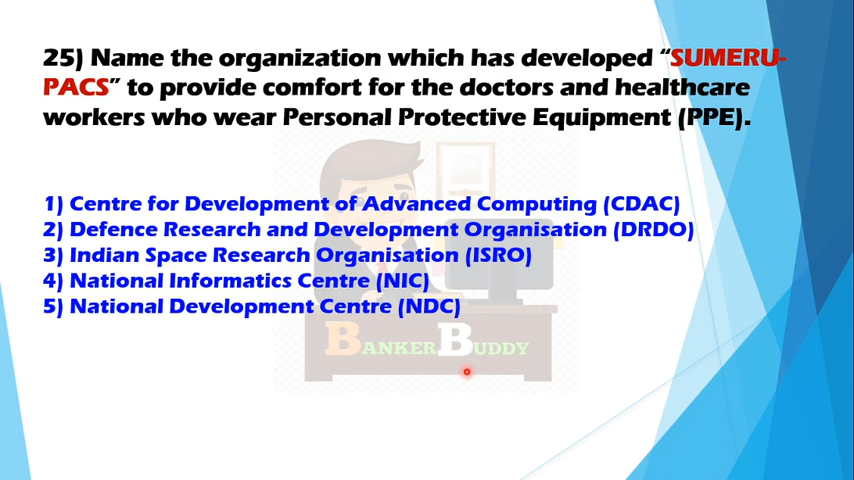 25) Name the organization which has developed “SUMERU-
PACS” to provide comfort for the doctors and healthcare
workers who wear Personal Protective Equipment (PPE).
1) Centre for Development of Advanced Computing (CDAC)
2) Defence Research and Development Organisation (DRDO)
3) Indian Space Research Organisation (ISRO)
4) National Informatics Centre (NIC)
5) National Development Centre (NDC)
BANKERBUDDY